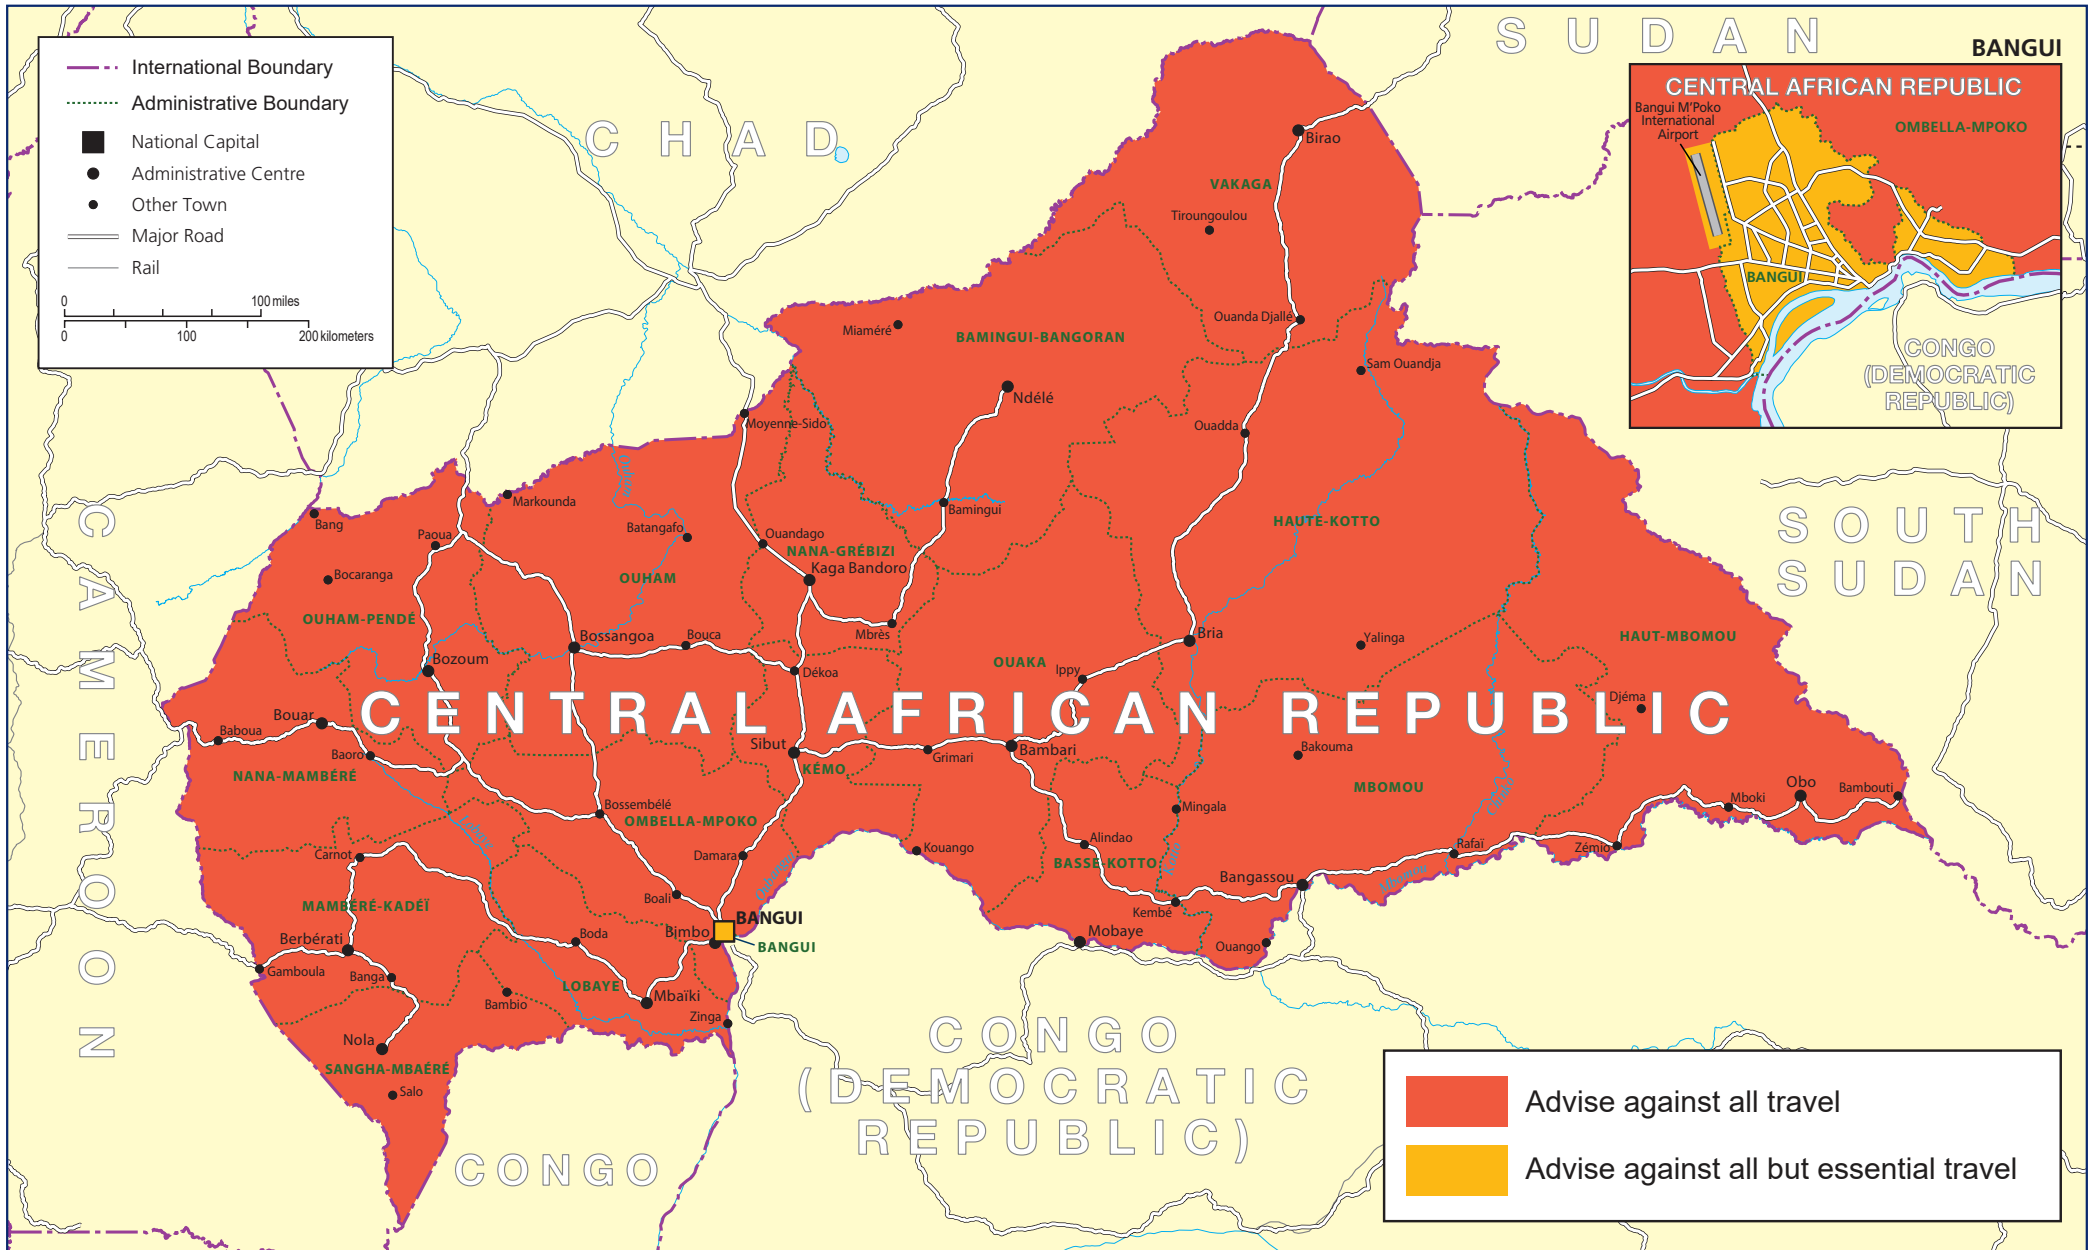 International Boundary
Administrative Boundary
National Capital
Administrative Centre
Other Town
Major Road
Rail
0 100 miles
0 100 200 kilometers
SUDAN
CHAD
CAMEROON
SOUTH
SUDAN
CENTRAL AFRICAN REPUBLIC
CONGO
(DEMOCRATIC
REPUBLIC)
CONGO
BANGUI
CENTRAL AFRICAN REPUBLIC
Bangui M'Poko
International
Airport
OMBELLA-MPOKO
BANGUI
CONGO
(DEMOCRATIC
REPUBLIC)
Birao
VAKAGA
Tiroungoulou
Ouanda Djallé
Miaméré
BAMINGUI-BANGORAN
Sam Ouandja
Ndélé
Moyenne-Sido
Ouadda
Markounda
Bang
Bamingui
Batangafo
HAUTE-KOTTO
Paoua
Ouandago
NANA-GRÉBIZI
Kaga Bandoro
Bocaranga
OUHAM
OUHAM-PENDÉ
Mbrès
Bossangoa
Bouca
Bria
Yalinga
HAUT-MBOMOU
Bozoum
OUAKA
Ippy
Dékoa
Djéma
Bouar
Baboua
Baoro
Sibut
Bambari
Grimari
Bakouma
KÉMO
NANA-MAMBÉRÉ
MBOMOU
Obo
Bambouti
Mboki
Bossembélé
OMBELLA-MPOKO
Mingala
Alindao
Rafaï
Zémio
Carnot
Damara
Kouango
BASSE-KOTTO
Bangassou
Boali
MAMBÉRÉ-KADÉÏ
Kembé
BANGUI
Bimbo
BANGUI
Berbérati
Boda
Mobaye
Ouango
Gamboula
Banga
LOBAYE
Mbaïki
Bambio
Zinga
Nola
SANGHA-MBAÉRÉ
Salo
Ouham
Lobaye
Oubangui
Kotto
Mbomou
Advise against all travel
Advise against all but essential travel